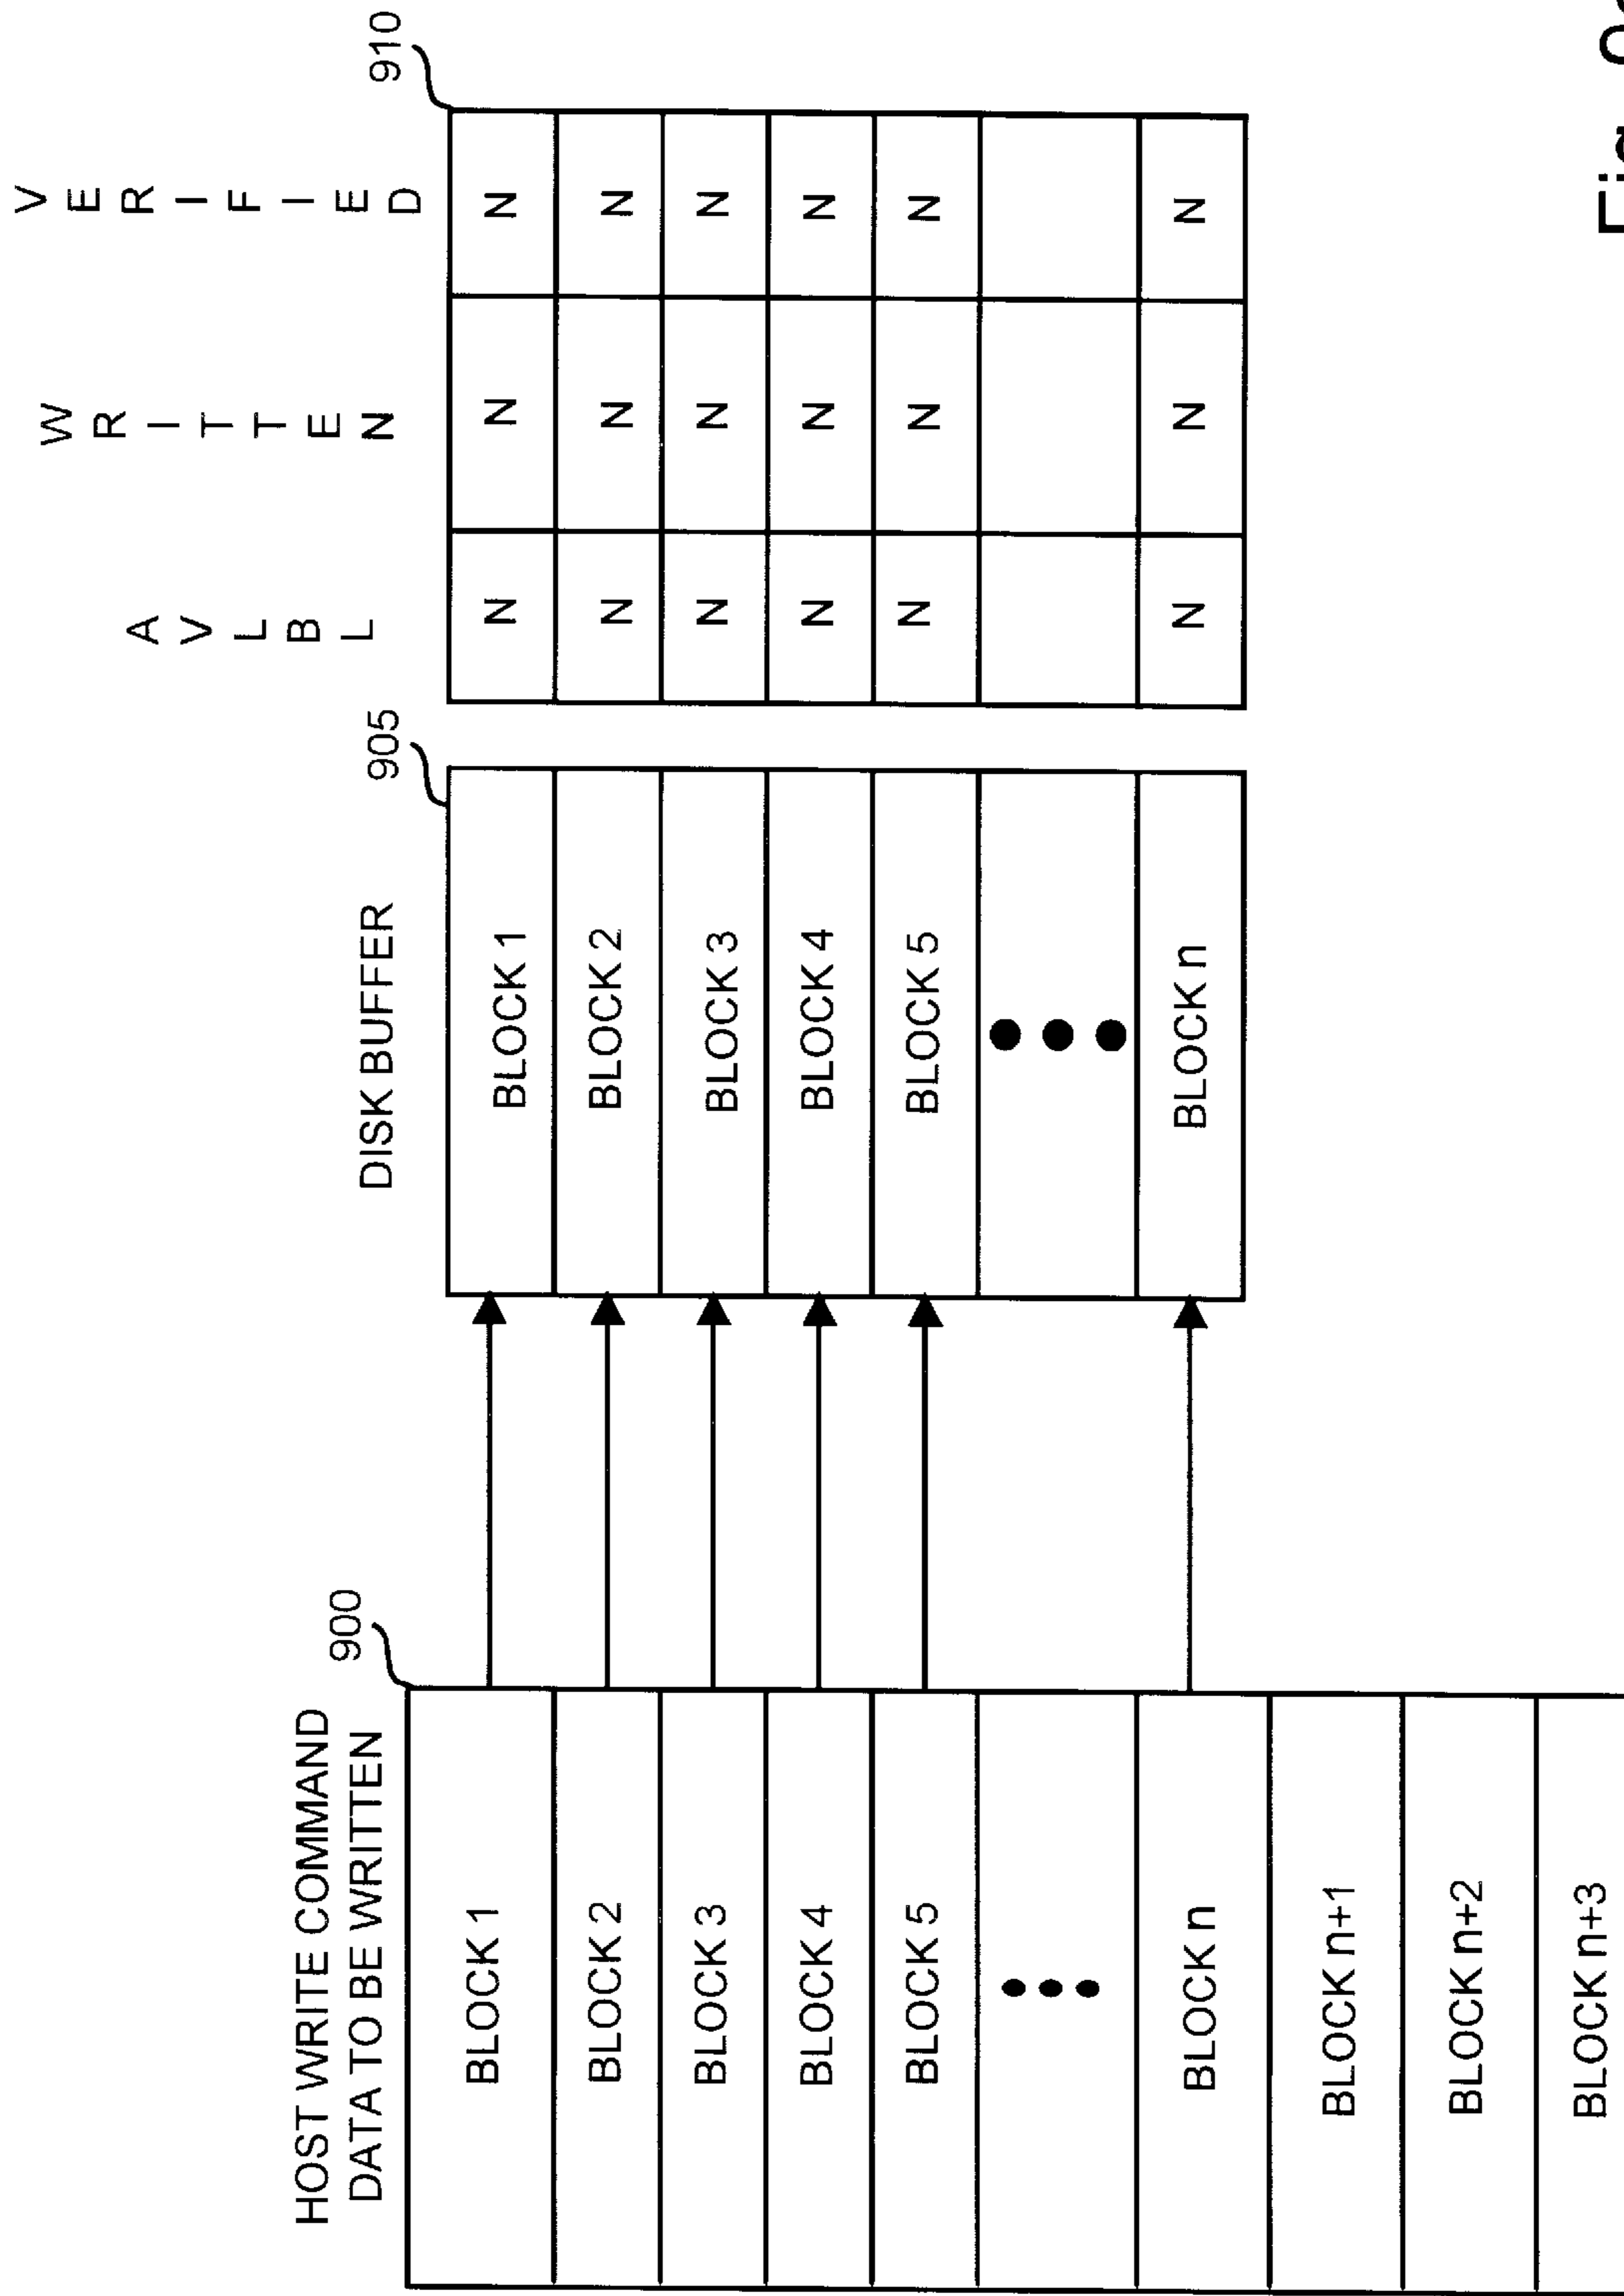 HOST WRITE COMMAND
DATA TO BE WRITTEN
900
BLOCK 1
BLOCK 2
BLOCK 3
BLOCK 4
BLOCK 5
BLOCK n
BLOCK n+1
BLOCK n+2
BLOCK n+3
DISK BUFFER
905
BLOCK 1
BLOCK 2
BLOCK 3
BLOCK 4
BLOCK 5
BLOCK n
AVLBL
WRITTEN
VERIFIED
910
N N N
N N N
N N N
N N N
N N N
N N N
Fig.